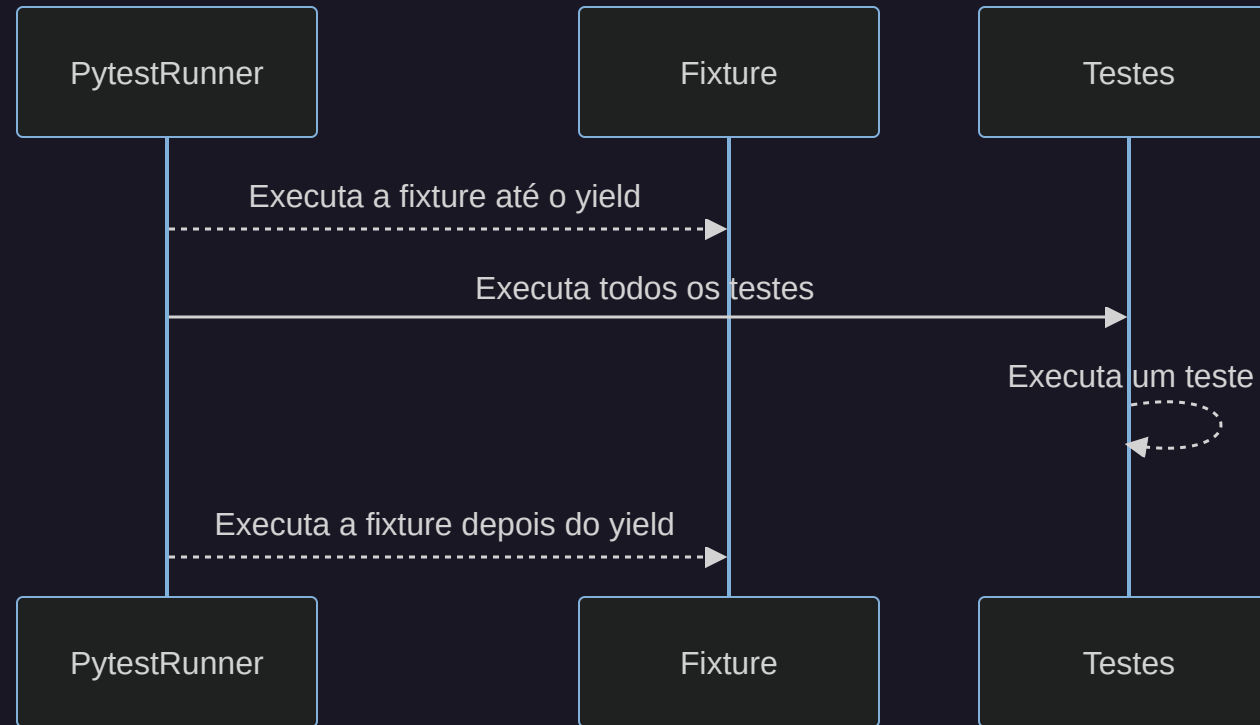 PytestRunner
Fixture
Testes
Executa a fixture até o yield
Executa todos os testes
Executa um teste
Executa a fixture depois do yield
PytestRunner
Fixture
Testes